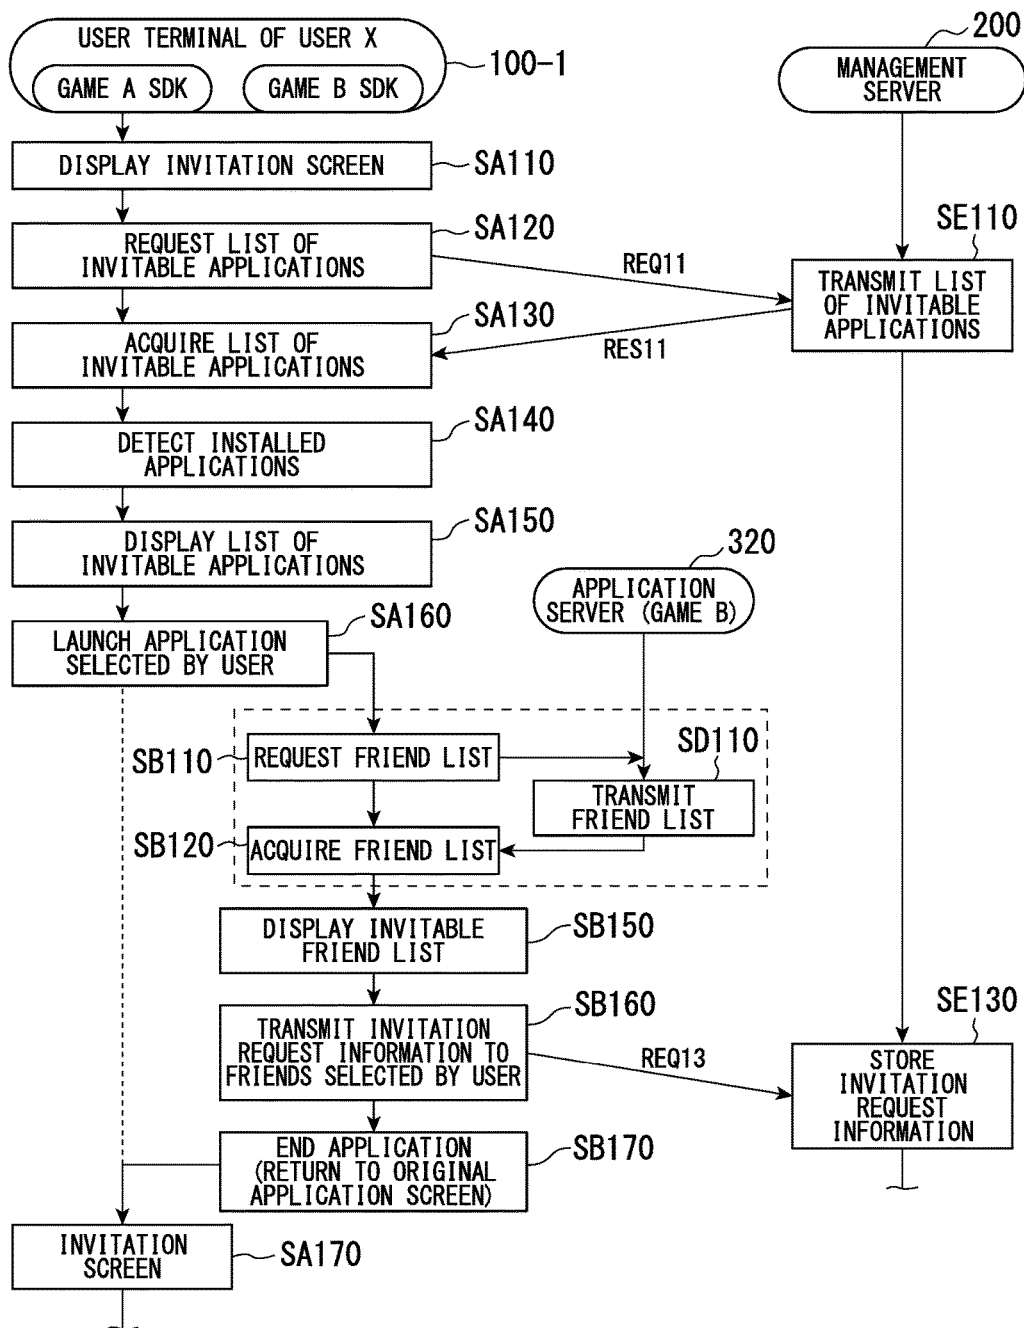 USER TERMINAL OF USER X
GAME A SDK
GAME B SDK
100-1
200
MANAGEMENT
SERVER
DISPLAY INVITATION SCREEN
SA110
REQUEST LIST OF
INVITABLE APPLICATIONS
SA120
REQ11
SE110
TRANSMIT LIST
OF INVITABLE
APPLICATIONS
ACQUIRE LIST OF
INVITABLE APPLICATIONS
SA130
RES11
DETECT INSTALLED
APPLICATIONS
SA140
DISPLAY LIST OF
INVITABLE APPLICATIONS
SA150
320
APPLICATION
SERVER (GAME B)
LAUNCH APPLICATION
SELECTED BY USER
SA160
SB110
REQUEST FRIEND LIST
SD110
TRANSMIT
FRIEND LIST
SB120
ACQUIRE FRIEND LIST
DISPLAY INVITABLE
FRIEND LIST
SB150
TRANSMIT INVITATION
REQUEST INFORMATION TO
FRIENDS SELECTED BY USER
SB160
REQ13
SE130
STORE
INVITATION
REQUEST
INFORMATION
END APPLICATION
(RETURN TO ORIGINAL
APPLICATION SCREEN)
SB170
INVITATION
SCREEN
SA170